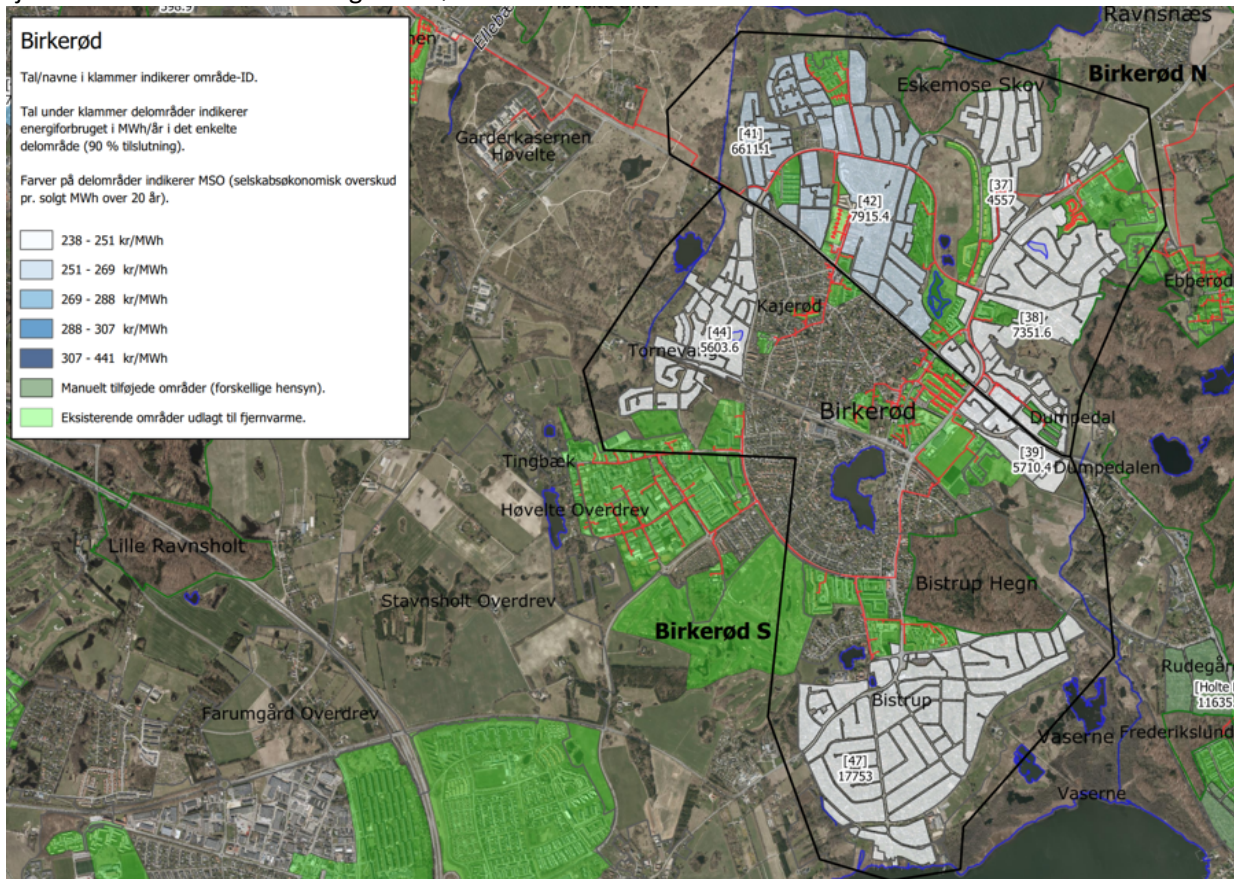 598.9
Birkerød
Tal/navne i klammer indikerer område-ID.
Tal under klammer delområder indikerer
energiforbruget i MWh/år i det enkelte
delområde (90 % tilslutning).
Farver på delområder indikerer MSO (selskabsøkonomisk overskud
pr. solgt MWh over 20 år).
238 - 251 kr/MWh
251 - 269 kr/MWh
269 - 288 kr/MWh
288 - 307 kr/MWh
307 - 441 kr/MWh
Manuelt tilføjede områder (forskellige hensyn).
Eksisterende områder udlagt til fjernvarme.
Ravnsnæs
Birkerød N
Eskemose Skov
Garderkasernen
Høvelte
[41]
6611.1
[42]
7915.4
[37]
4557
Ebberød
Kajerød
[38]
7351.6
[44]
5603.6
Birkerød
Dumpedal
[39]
5710.4
Dumpedalen
Tingbæk
Høvelte Overdrev
Lille Ravnsholt
Stavnsholt Overdrev
Bistrup Hegn
Birkerød S
Bistrup
Farumgård Overdrev
Vaserne
Frederikslund
[47]
17753
Vaserne